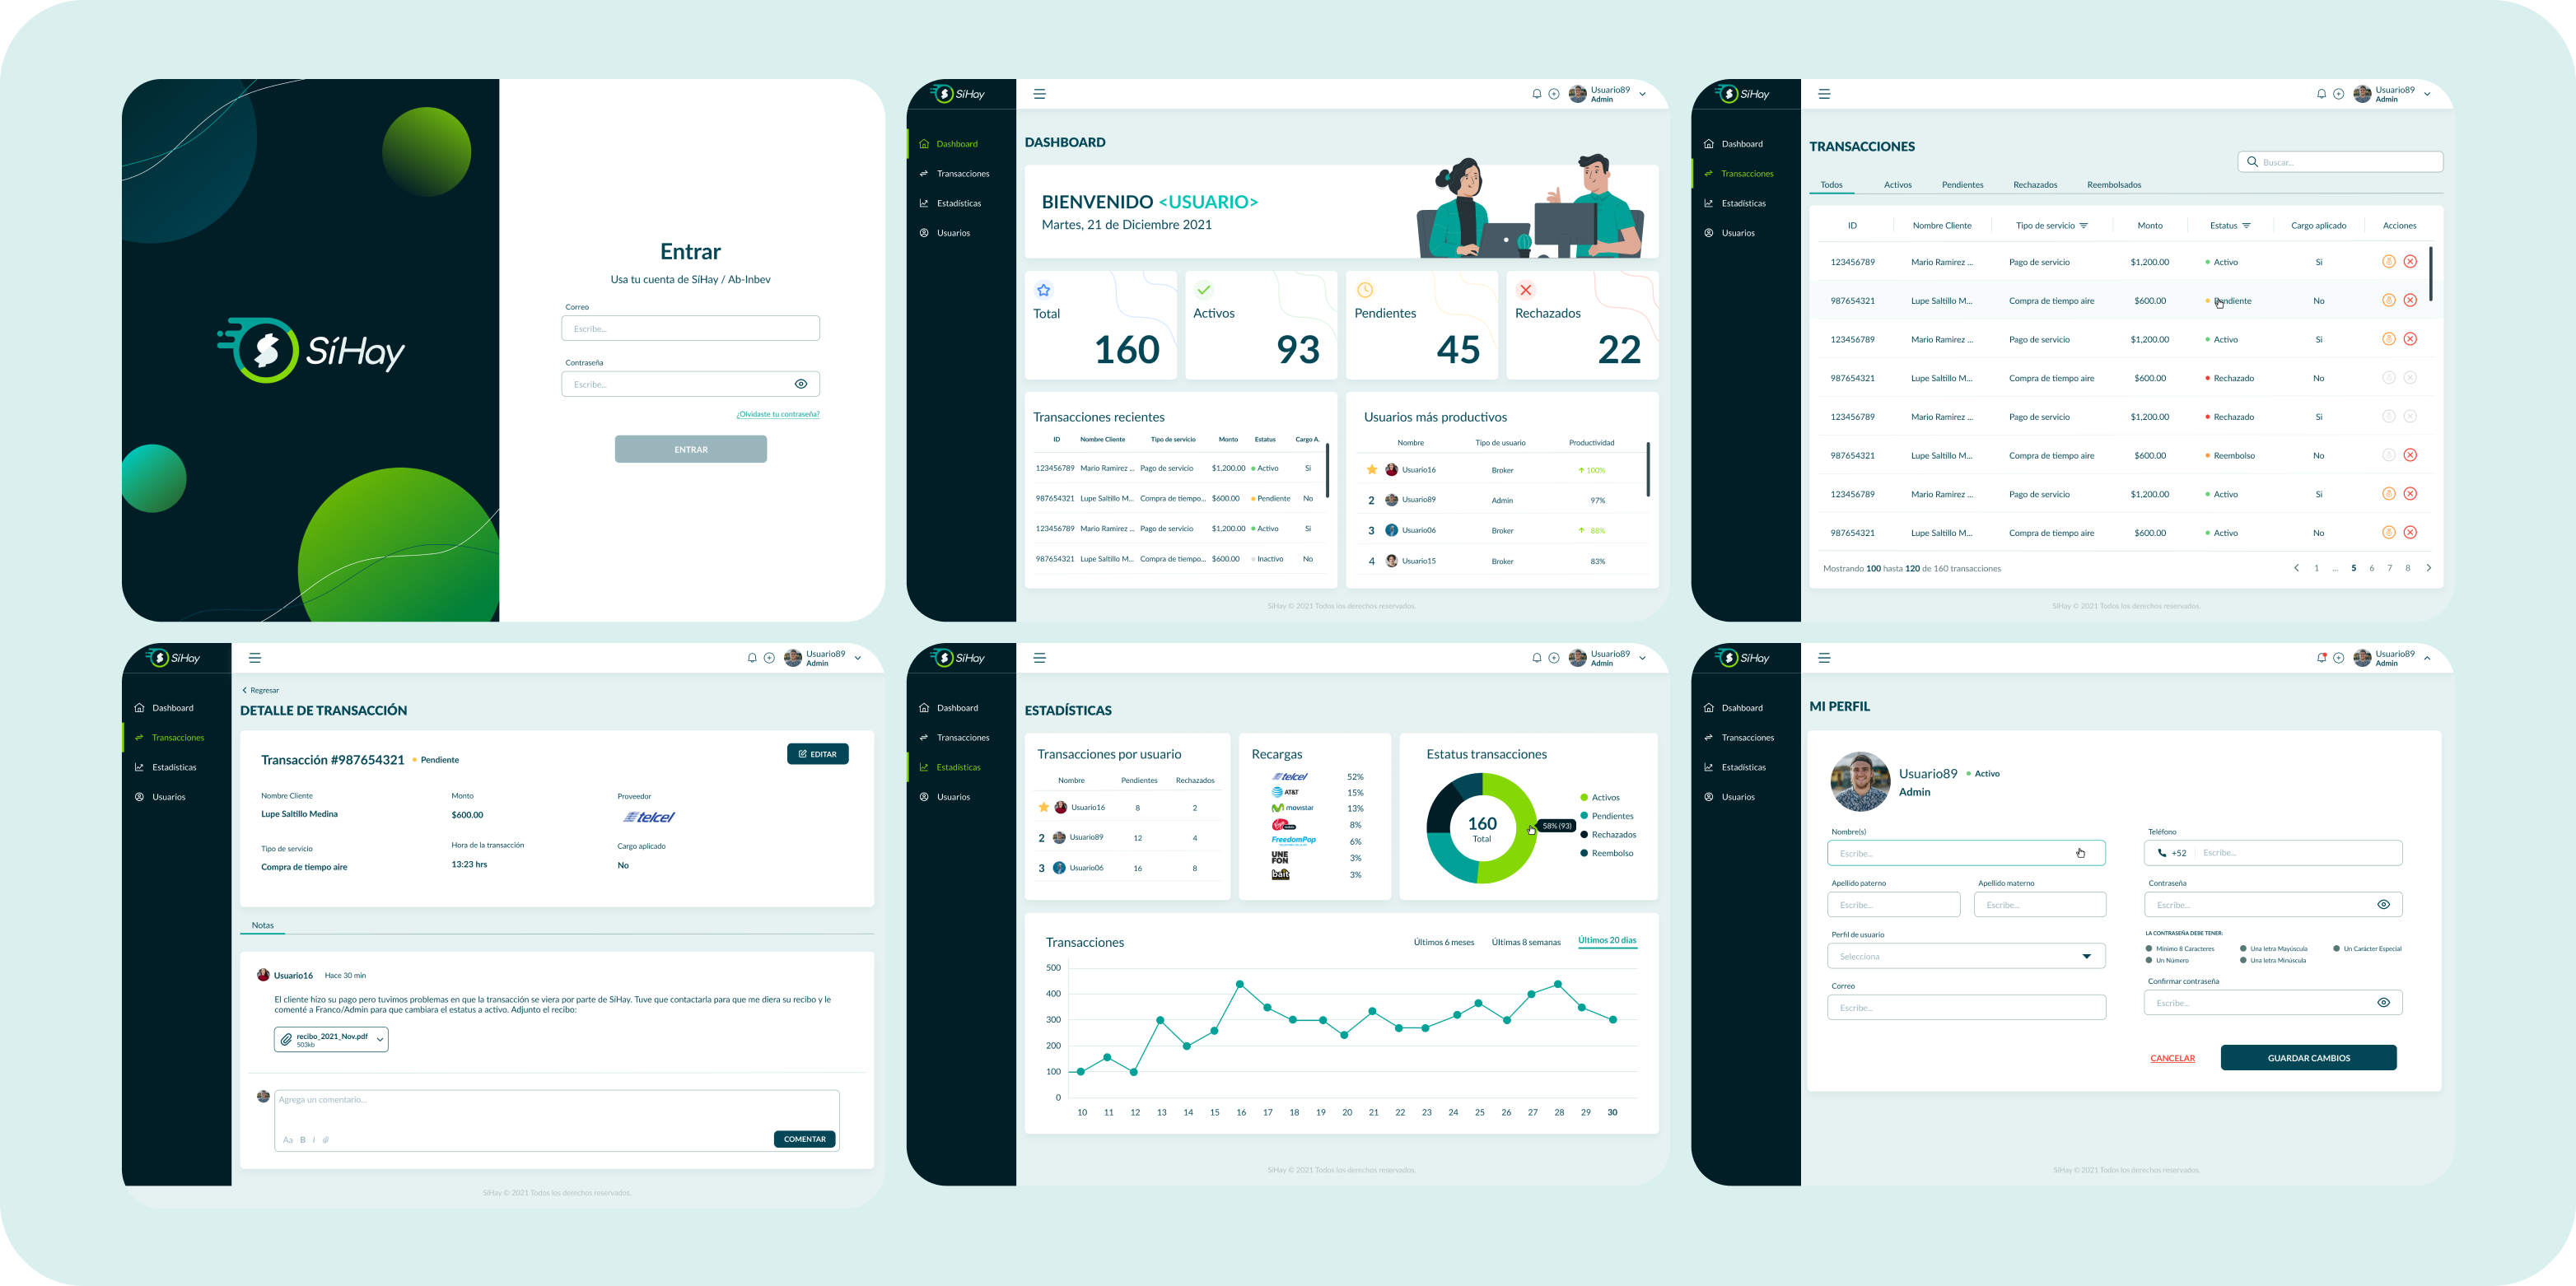 SíHay
Entrar
Usa tu cuenta de SíHay / Ab-Inbev
Correo
Escribe...
Contraseña
Escribe...
¿Olvidaste tu contraseña?
ENTRAR
SíHay
Usuario89
Admin
Dashboard
Transacciones
Estadísticas
Usuarios
DASHBOARD
BIENVENIDO <USUARIO>
Martes, 21 de Diciembre 2021
Total
160
Activos
93
Pendientes
45
Rechazados
22
Transacciones recientes
ID Nombre Cliente Tipo de servicio Monto Estatus Cargo A.
123456789 Mario Ramirez ... Pago de servicio $1,200.00 Activo Si
987654321 Lupe Saltillo M... Compra de tiempo... $600.00 Pendiente No
123456789 Mario Ramirez ... Pago de servicio $1,200.00 Activo Si
987654321 Lupe Saltillo M... Compra de tiempo... $600.00 Inactivo No
Usuarios más productivos
Nombre Tipo de usuario Productividad
Usuario16 Broker 100%
2 Usuario89 Admin 97%
3 Usuario06 Broker 88%
4 Usuario15 Broker 83%
SíHay © 2021 Todos los derechos reservados.
SíHay
Usuario89
Admin
Dashboard
Transacciones
Estadísticas
Usuarios
TRANSACCIONES
Buscar...
Todos Activos Pendientes Rechazados Reembolsados
ID Nombre Cliente Tipo de servicio Monto Estatus Cargo aplicado Acciones
123456789 Mario Ramirez ... Pago de servicio $1,200.00 Activo Si
987654321 Lupe Saltillo M... Compra de tiempo aire $600.00 Pendiente No
123456789 Mario Ramirez ... Pago de servicio $1,200.00 Activo Si
987654321 Lupe Saltillo M... Compra de tiempo aire $600.00 Rechazado No
123456789 Mario Ramirez ... Pago de servicio $1,200.00 Rechazado Si
987654321 Lupe Saltillo M... Compra de tiempo aire $600.00 Reembolso No
123456789 Mario Ramirez ... Pago de servicio $1,200.00 Activo Si
987654321 Lupe Saltillo M... Compra de tiempo aire $600.00 Activo No
Mostrando 100 hasta 120 de 160 transacciones
1 ... 5 6 7 8
SíHay © 2021 Todos los derechos reservados.
SíHay
Usuario89
Admin
Dashboard
Transacciones
Estadísticas
Usuarios
Regresar
DETALLE DE TRANSACCIÓN
Transacción #987654321 Pendiente
EDITAR
Nombre Cliente Monto Proveedor
Lupe Saltillo Medina $600.00 telcel
Tipo de servicio Hora de la transacción Cargo aplicado
Compra de tiempo aire 13:23 hrs No
Notas
Usuario16 Hace 30 min
El cliente hizo su pago pero tuvimos problemas en que la transacción se viera por parte de SíHay. Tuve que contactarla para que me diera su recibo y le
comenté a Franco/Admin para que cambiara el estatus a activo. Adjunto el recibo:
recibo_2021_Nov.pdf
503kb
Agrega un comentario...
Aa B I
COMENTAR
SíHay © 2021 Todos los derechos reservados.
SíHay
Usuario89
Admin
Dashboard
Transacciones
Estadísticas
Usuarios
ESTADÍSTICAS
Transacciones por usuario
Nombre Pendientes Rechazados
Usuario16 8 2
2 Usuario89 12 4
3 Usuario06 16 8
Recargas
telcel 52%
AT&T 15%
movistar 13%
Virgin 8%
FreedomPop 6%
UNEFON 3%
bait 3%
Estatus transacciones
160
Total
58% (93)
Activos
Pendientes
Rechazados
Reembolso
Transacciones
Últimos 6 meses Últimas 8 semanas Últimos 20 días
500
400
300
200
100
0
10 11 12 13 14 15 16 17 18 19 20 21 22 23 24 25 26 27 28 29 30
SíHay © 2021 Todos los derechos reservados.
SíHay
Usuario89
Admin
Dsahboard
Transacciones
Estadísticas
Usuarios
MI PERFIL
Usuario89 Activo
Admin
Nombre(s)
Escribe...
Apellido paterno Apellido materno
Escribe... Escribe...
Perfil de usuario
Selecciona
Correo
Escribe...
Teléfono
+52 Escribe...
Contraseña
Escribe...
LA CONTRASEÑA DEBE TENER:
Mínimo 8 Caracteres Una letra Mayúscula Un Carácter Especial
Un Número Una letra Minúscula
Confirmar contraseña
Escribe...
CANCELAR
GUARDAR CAMBIOS
SíHay © 2021 Todos los derechos reservados.